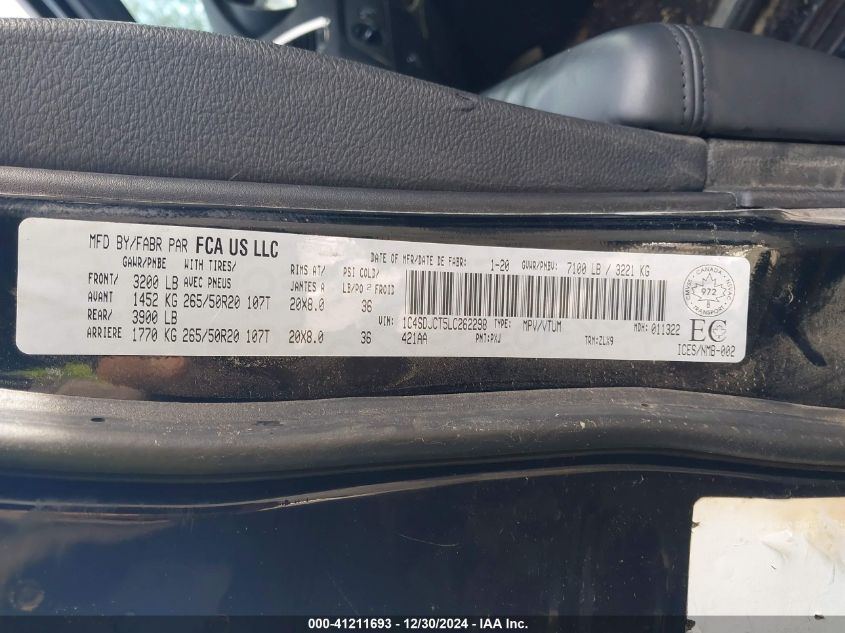 MFD BY/FABR PAR FCA US LLC
DATE OF MFR/DATE DE FABR: 1-20 GVWR/PNBV: 7100 LB / 3221 KG
GAWR/PNBE WITH TIRES/ RIMS AT/ PSI COLD/
FRONT/ 3200 LB AVEC PNEUS JANTES A LB/PO² FROID
AVANT 1452 KG 265/50R20 107T 20X8.0 36
REAR/ 3900 LB
ARRIERE 1770 KG 265/50R20 107T 20X8.0 36
VIN: 1C4SDJCT5LC262298 TYPE: MPV/VTUM MDH: 011322
421AA PNT:PXJ TRM:ZLX9
CANADA
972
TRANSPORT
EC
ICES/NMB-002
000-41211693 - 12/30/2024 - IAA Inc.